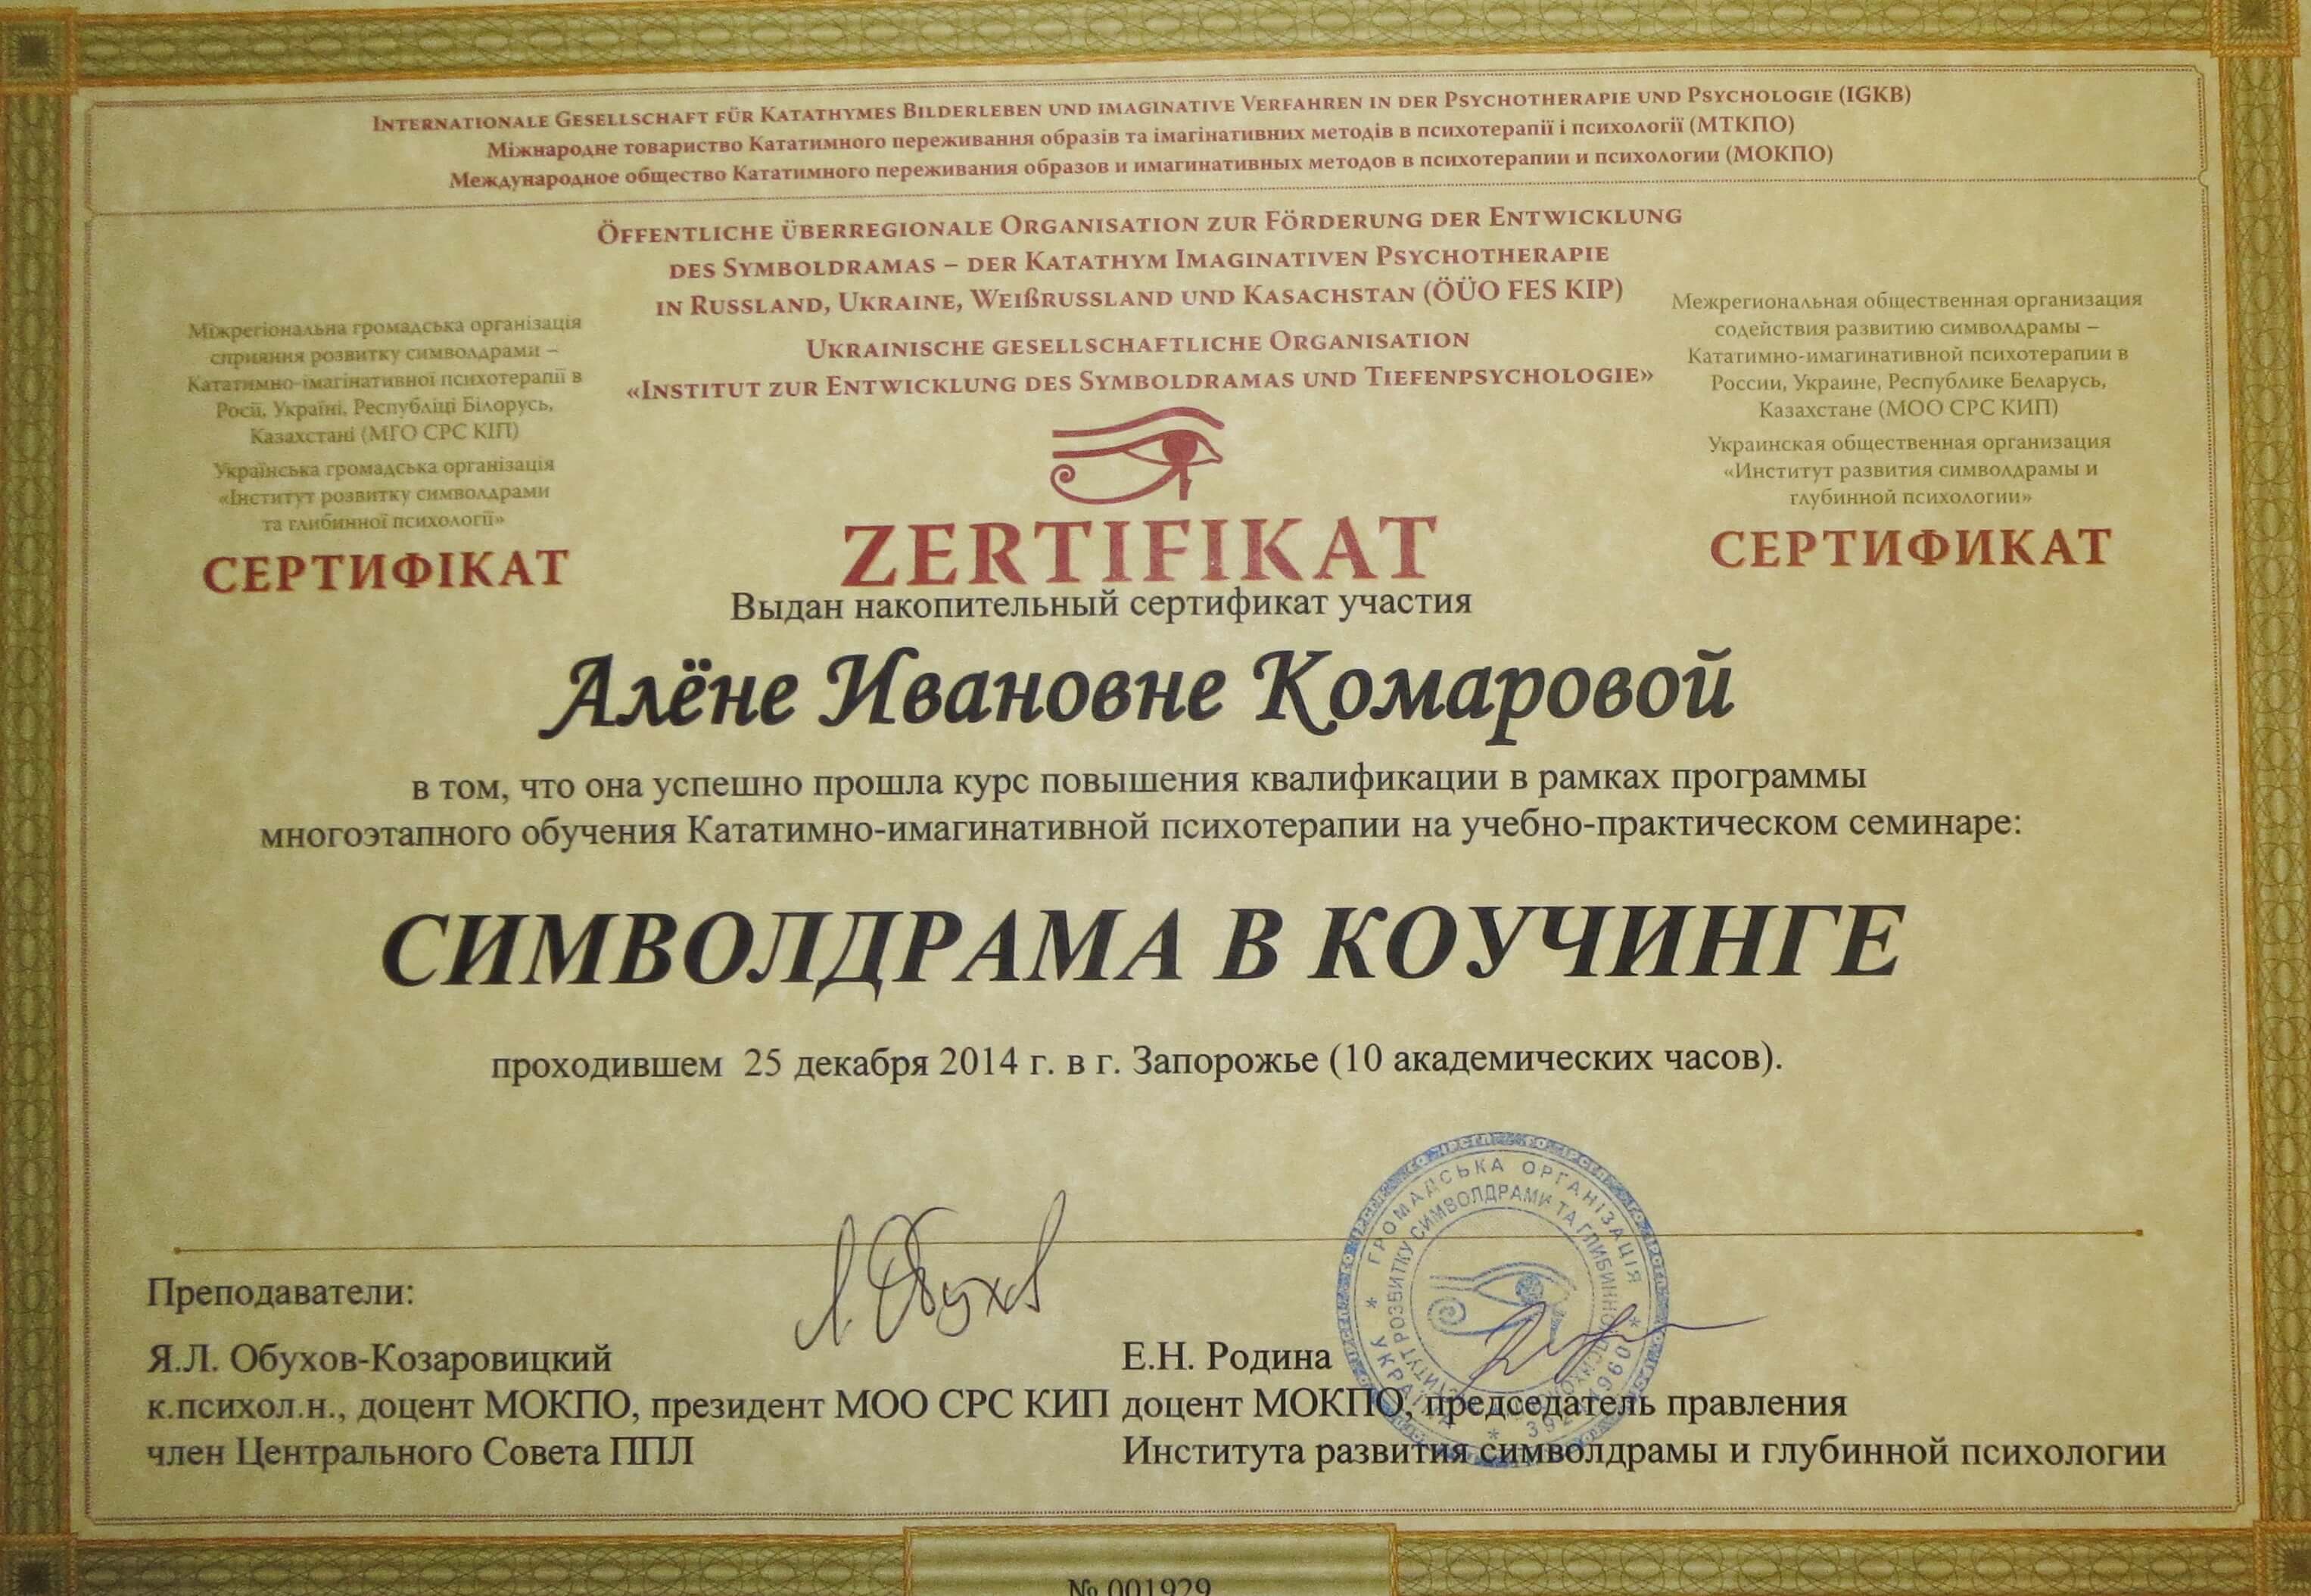 Internationale Gesellschaft für Katathymes Bilderleben und imaginative Verfahren in der Psychotherapie und Psychologie (IGKB)
Міжнародне товариство Кататимного переживання образів та імагінативних методів в психотерапії і психології (МТКПО)
Международное общество Кататимного переживания образов и имагинативных методов в психотерапии и психологии (МОКПО)
Öffentliche überregionale Organisation zur Förderung der Entwicklung
des Symboldramas – der Katathym Imaginativen Psychotherapie
in Russland, Ukraine, Weißrussland und Kasachstan (ÖÜO FES KIP)
Ukrainische gesellschaftliche Organisation
«Institut zur Entwicklung des Symboldramas und Tiefenpsychologie»
Міжрегіональна громадська організація
сприяння розвитку символдрами –
Кататимно-імагінативної психотерапії в
Росії, Україні, Республіці Білорусь,
Казахстані (МГО СРС КІП)
Українська громадська організація
«Інститут розвитку символдрами
та глибинної психології»
СЕРТИФІКАТ
Межрегиональная общественная организация
содействия развитию символдрамы –
Кататимно-имагинативной психотерапии в
России, Украине, Республике Беларусь,
Казахстане (МОО СРС КИП)
Украинская общественная организация
«Институт развития символдрамы и
глубинной психологии»
СЕРТИФИКАТ
ZERTIFIKAT
Выдан накопительный сертификат участия
Алёне Ивановне Комаровой
в том, что она успешно прошла курс повышения квалификации в рамках программы
многоэтапного обучения Кататимно-имагинативной психотерапии на учебно-практическом семинаре:
СИМВОЛДРАМА В КОУЧИНГЕ
проходившем 25 декабря 2014 г. в г. Запорожье (10 академических часов).
ГРОМАДСЬКА ОРГАНІЗАЦІЯ
РОЗВИТКУ СИМВОЛДРАМИ ТА ГЛИБИННОЇ
УКРАЇНА
Преподаватели:
Я.Л. Обухов-Козаровицкий
к.психол.н., доцент МОКПО, президент МОО СРС КИП
член Центрального Совета ППЛ
Е.Н. Родина
доцент МОКПО, председатель правления
Института развития символдрамы и глубинной психологии
№ 001929